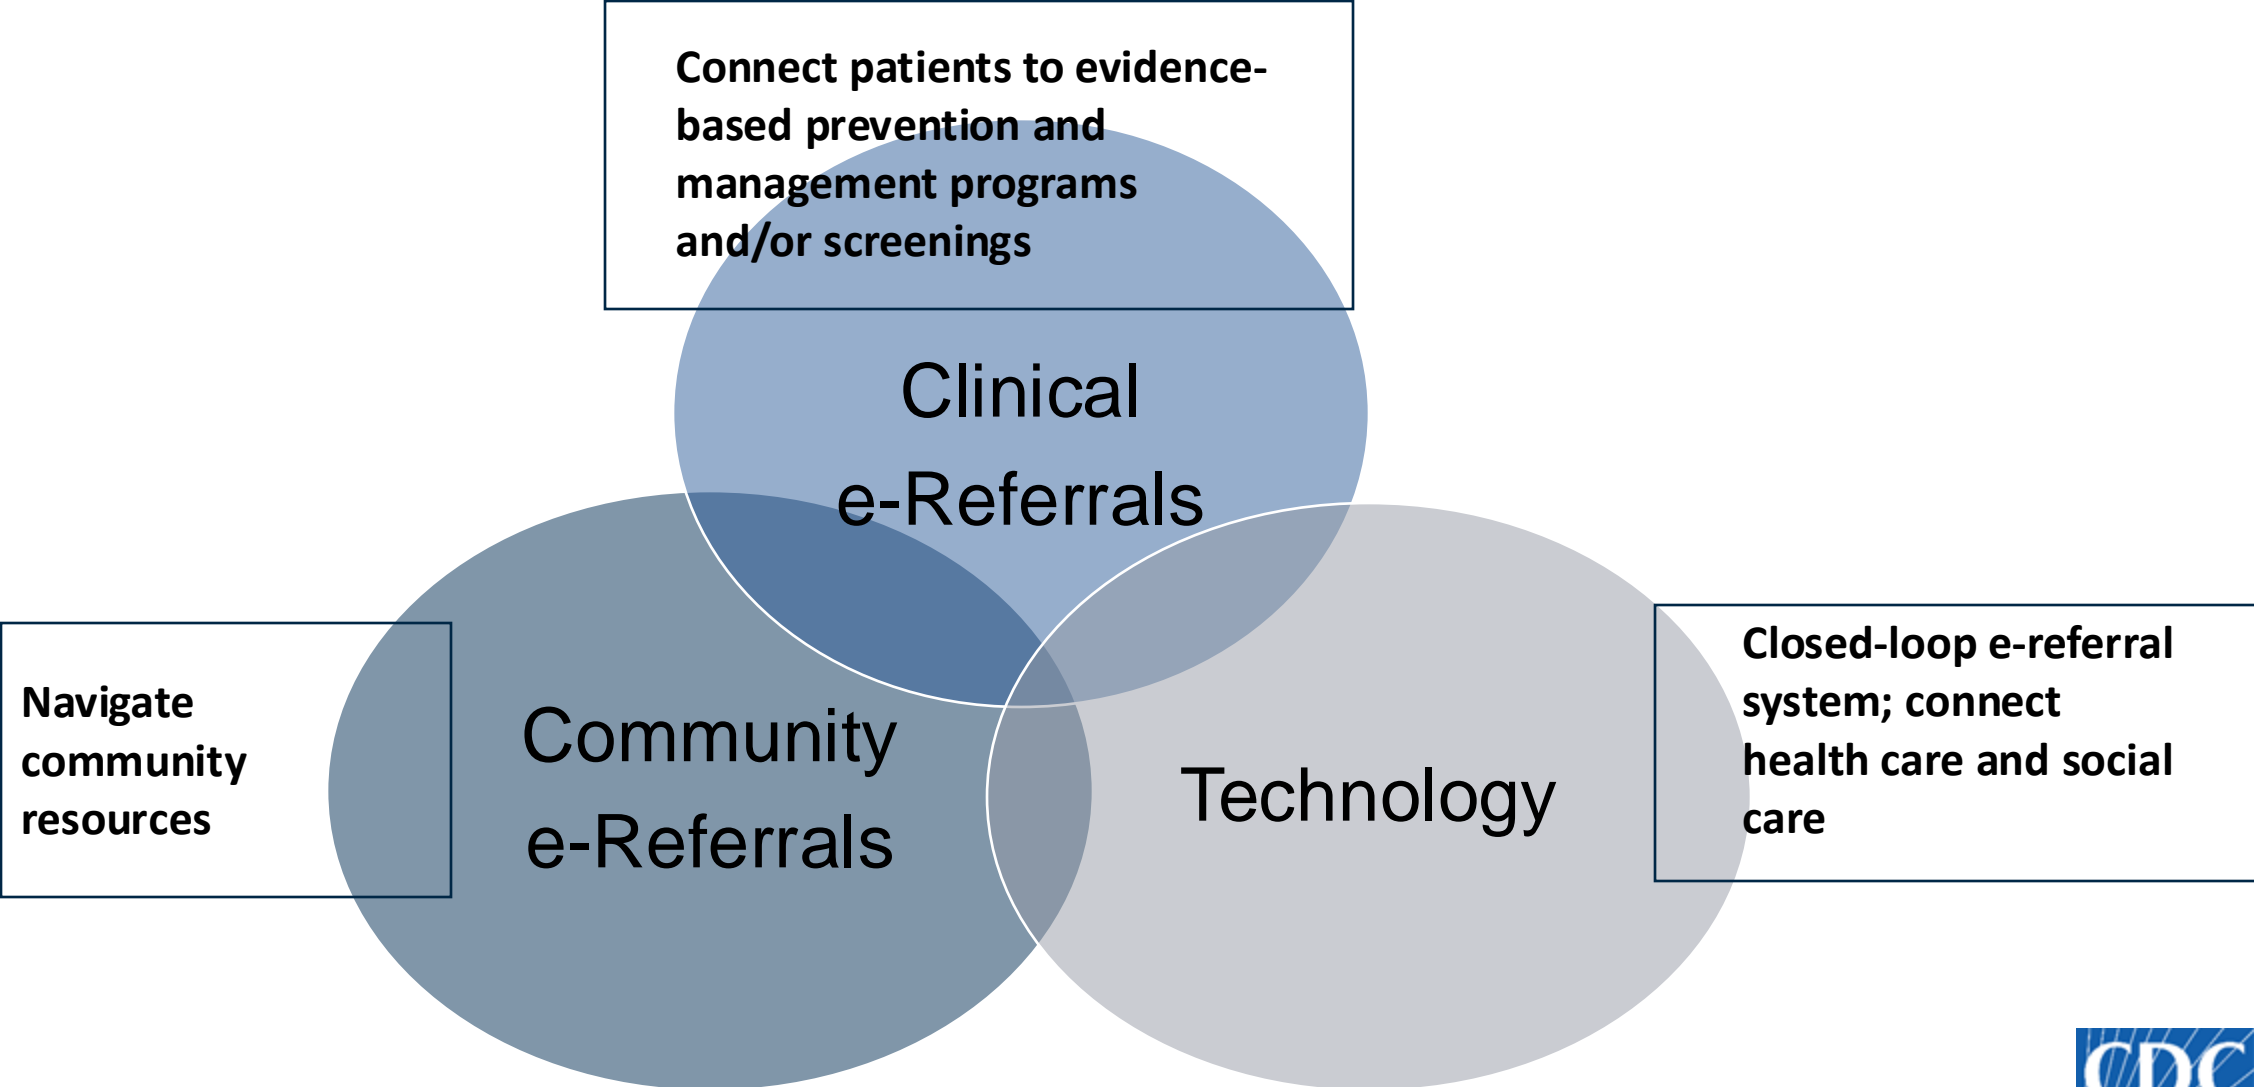 Connect patients to evidence-
based prevention and
management programs
and/or screenings
Clinical
e-Referrals
Navigate
community
resources
Community
e-Referrals
Technology
Closed-loop e-referral
system; connect
health care and social
care
CDC